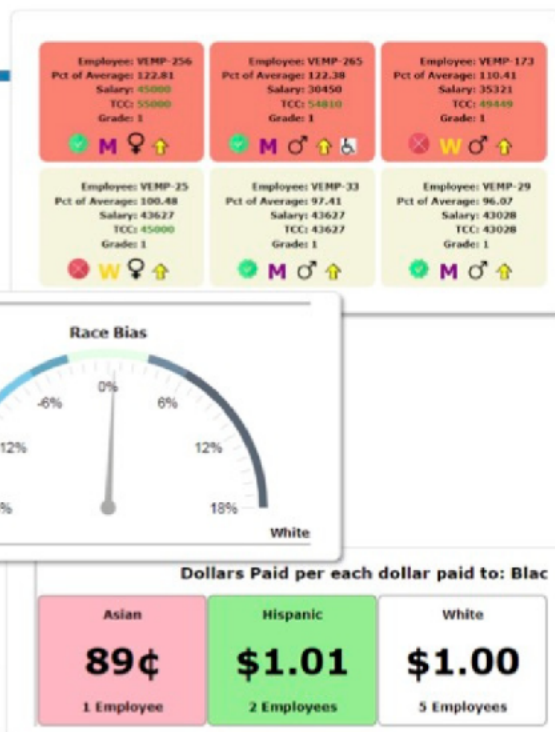 Employee: VEMP-256
Pct of Average: 122.81
Salary: 45000
TCC: 55000
Grade: 1
M
Employee: VEMP-265
Pct of Average: 122.38
Salary: 30450
TCC: 54810
Grade: 1
M
Employee: VEMP-173
Pct of Average: 110.41
Salary: 35321
TCC: 49449
Grade: 1
W
Employee: VEMP-25
Pct of Average: 100.48
Salary: 43627
TCC: 45000
Grade: 1
W
Employee: VEMP-33
Pct of Average: 97.41
Salary: 43627
TCC: 43627
Grade: 1
M
Employee: VEMP-29
Pct of Average: 96.07
Salary: 43028
TCC: 43028
Grade: 1
M
Race Bias
0%
-6% 6%
12% 12%
% 18%
White
Dollars Paid per each dollar paid to: Blac
Asian
89¢
1 Employee
Hispanic
$1.01
2 Employees
White
$1.00
5 Employees